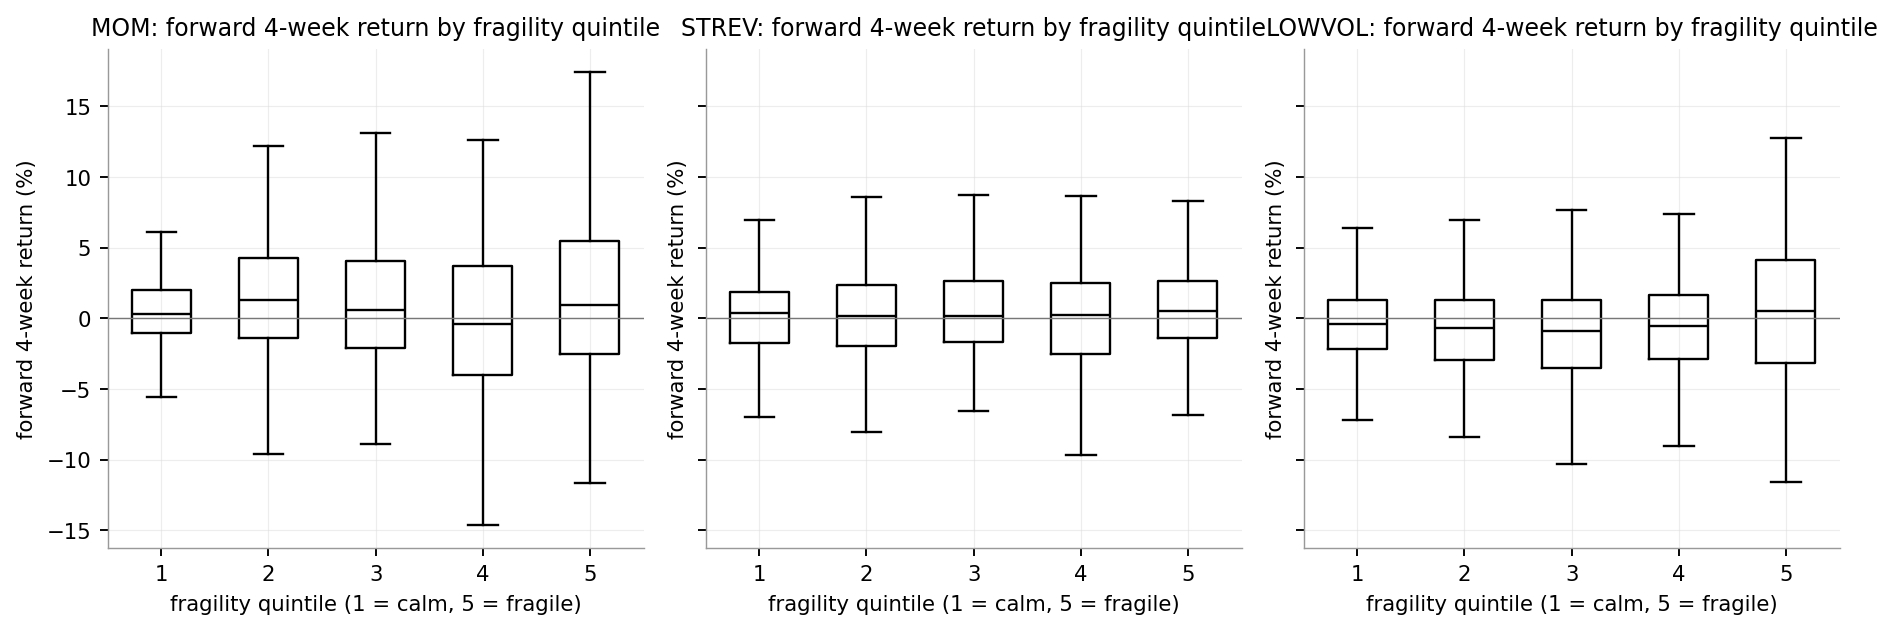 MOM: forward 4-week return by fragility quintile
forward 4-week return (%)
15
10
5
0
−5
−10
−15
1 2 3 4 5
fragility quintile (1 = calm, 5 = fragile)
STREV: forward 4-week return by fragility quintile
forward 4-week return (%)
1 2 3 4 5
fragility quintile (1 = calm, 5 = fragile)
LOWVOL: forward 4-week return by fragility quintile
forward 4-week return (%)
1 2 3 4 5
fragility quintile (1 = calm, 5 = fragile)